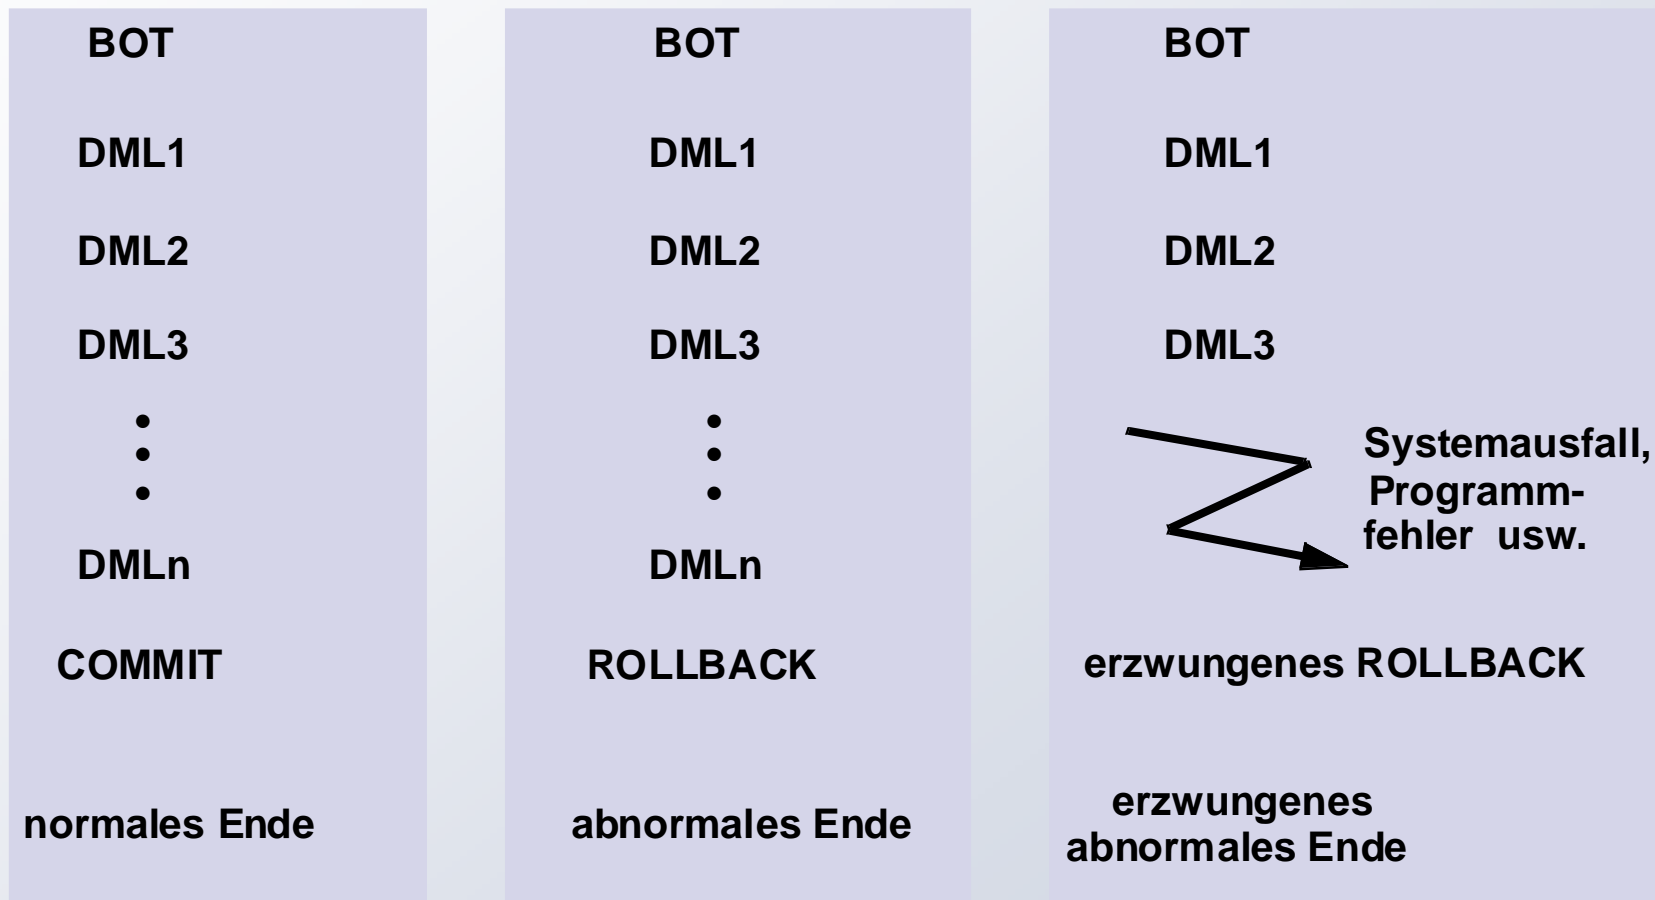 BOT
DML1
DML2
DML3
DMLn
COMMIT
normales Ende
BOT
DML1
DML2
DML3
DMLn
ROLLBACK
abnormales Ende
BOT
DML1
DML2
DML3
Systemausfall,
Programm-
fehler usw.
erzwungenes ROLLBACK
erzwungenes
abnormales Ende